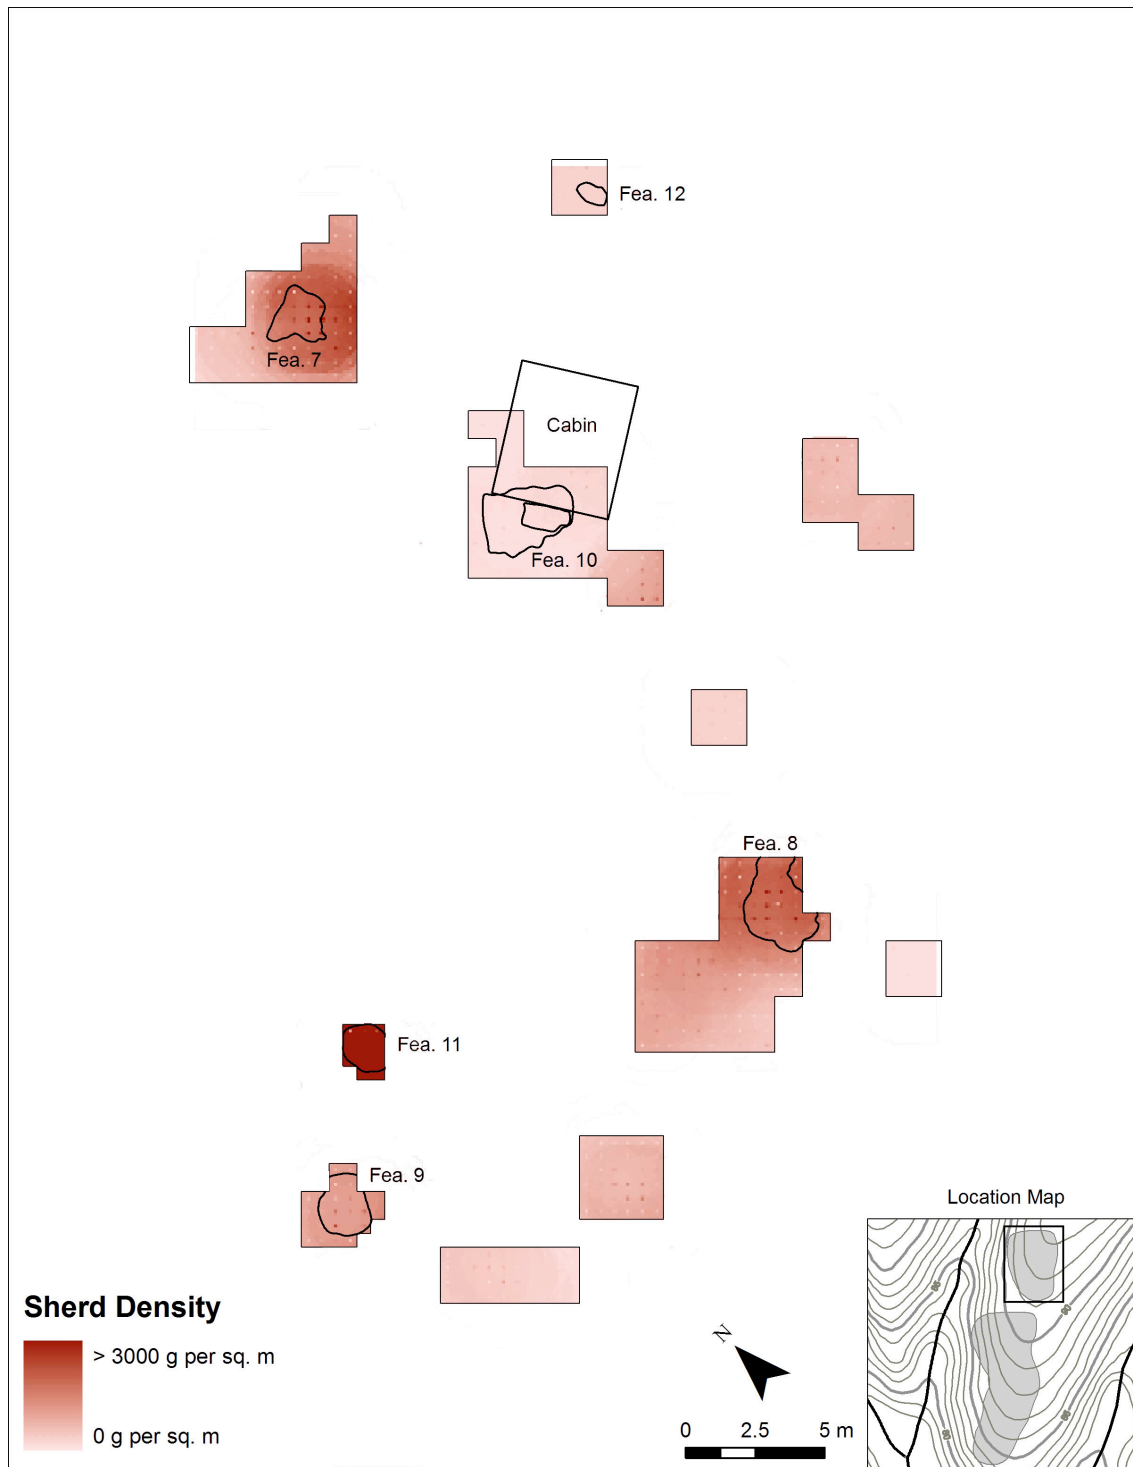 Fea. 12
Fea. 7
Cabin
Fea. 10
Fea. 8
Fea. 11
Fea. 9
Location Map
Sherd Density
> 3000 g per sq. m
0 g per sq. m
N
0 2.5 5 m